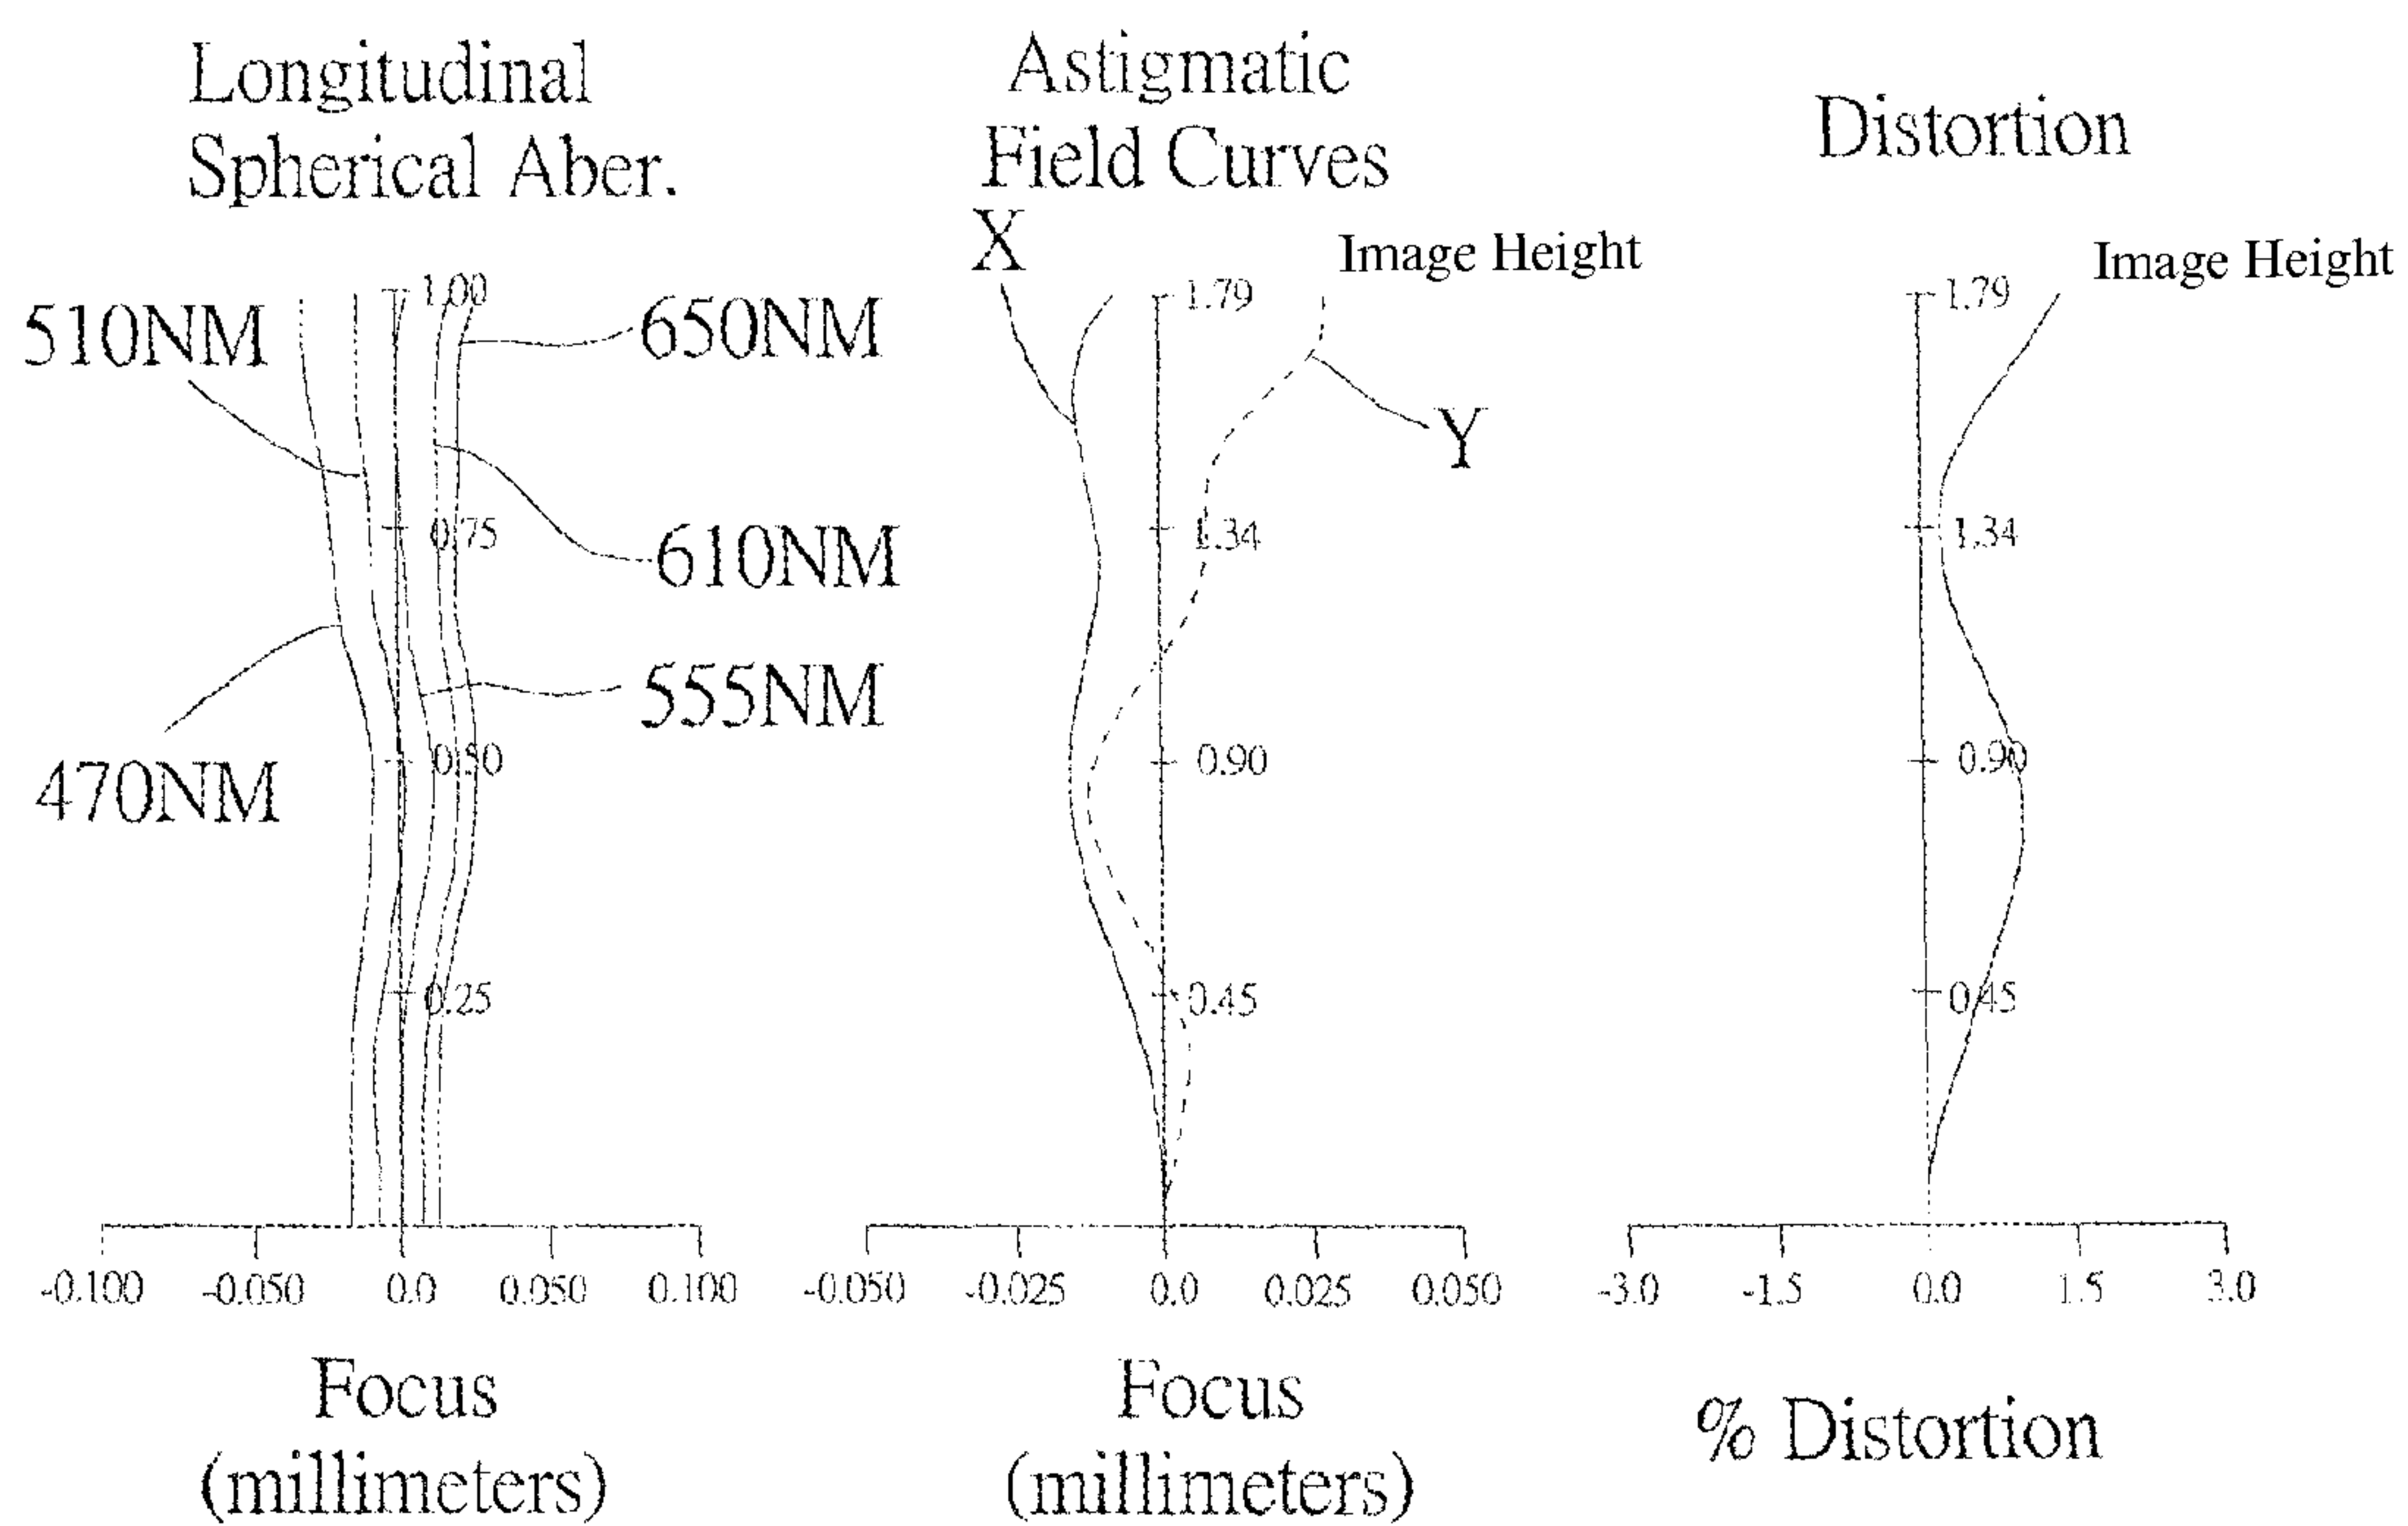 Longitudinal
Spherical Aber.
510NM
470NM
1.00
0.75
0.50
0.25
650NM
610NM
555NM
-0.100 -0.050 0.0 0.050 0.100
Focus
(millimeters)
Astigmatic
Field Curves
X
Image Height
Y
1.79
1.34
0.90
0.45
-0.050 -0.025 0.0 0.025 0.050
Focus
(millimeters)
Distortion
Image Height
1.79
1.34
0.90
0.45
-3.0 -1.5 0.0 1.5 3.0
% Distortion